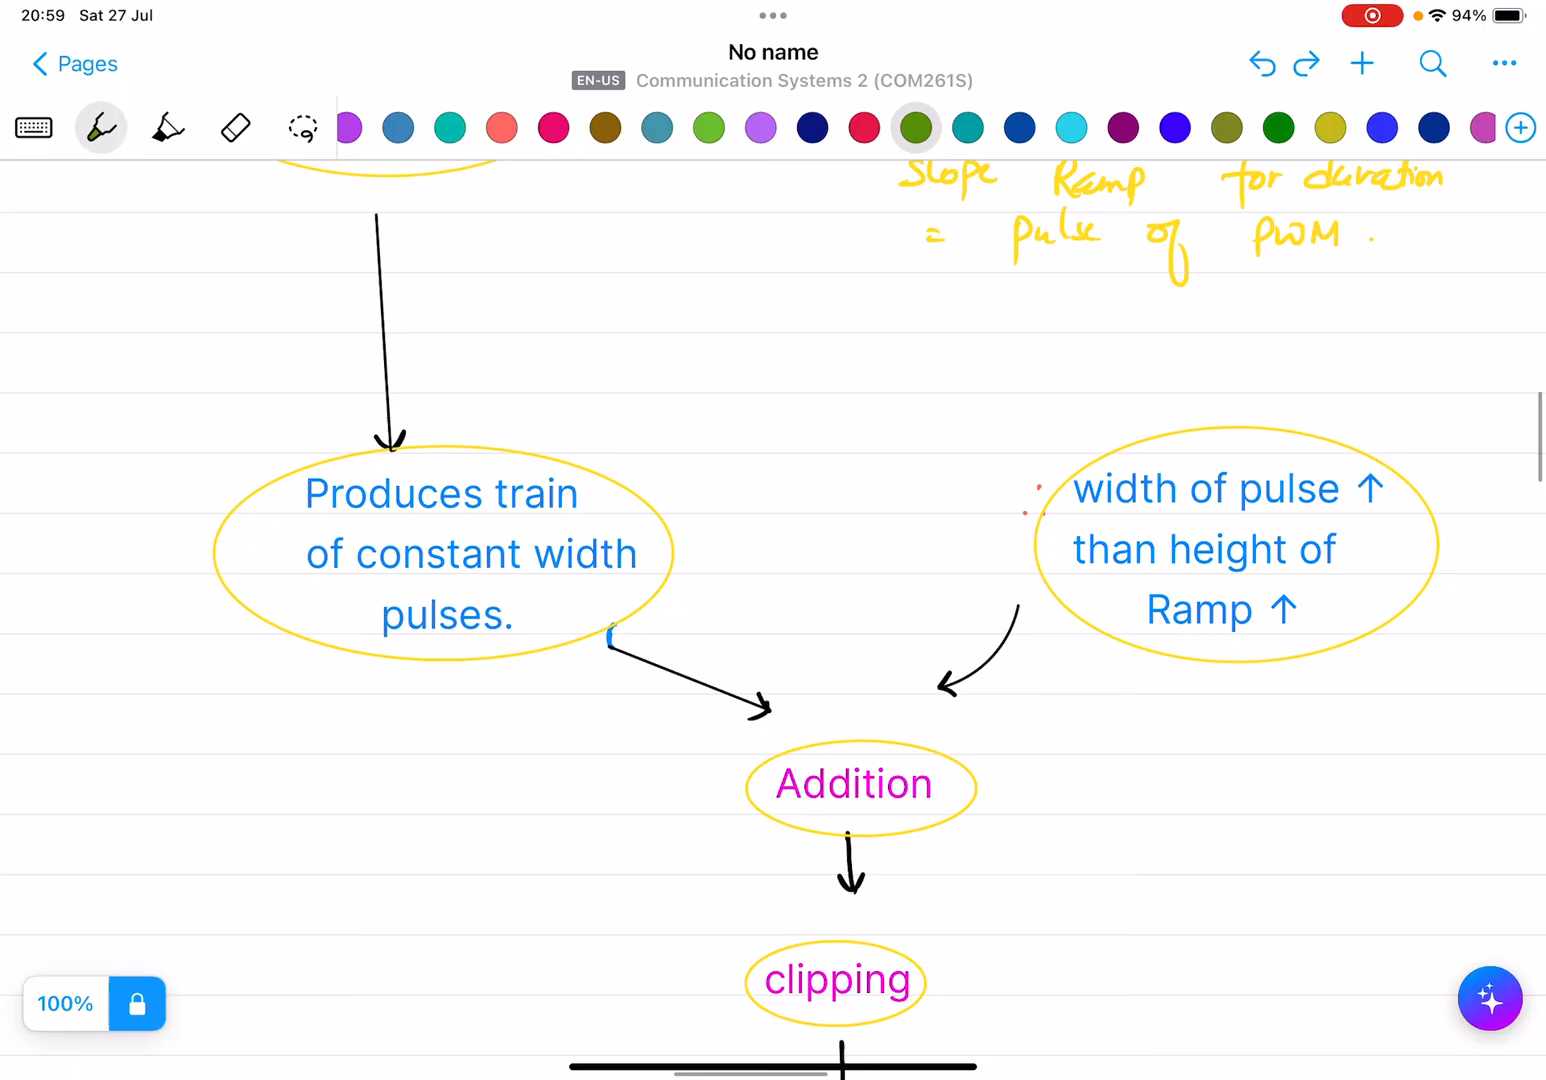 20:59 Sat 27 Jul
94%
Pages
No name
EN-US Communication Systems 2 (COM261S)
Slope Ramp for duration
= pulse of PWM .
Produces train
of constant width
pulses.
width of pulse ↑
than height of
Ramp ↑
Addition
clipping
100%